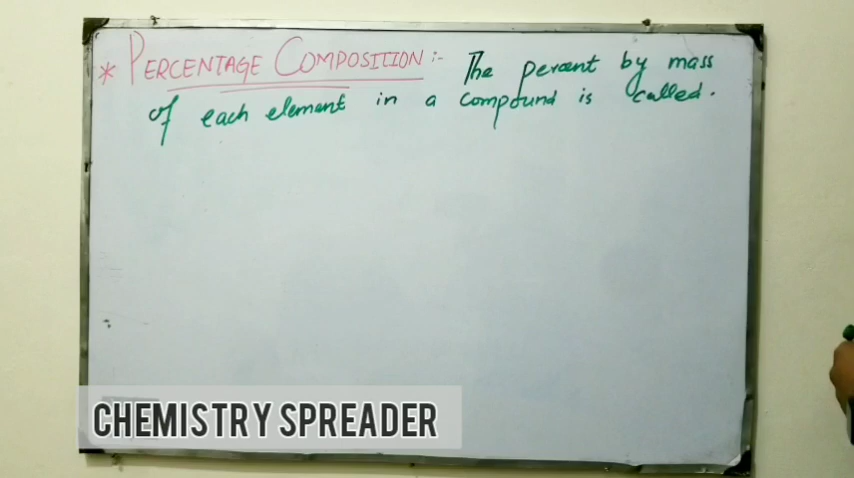 * PERCENTAGE COMPOSITION :- The percent by mass
of each element in a compound is called.
CHEMISTRY SPREADER